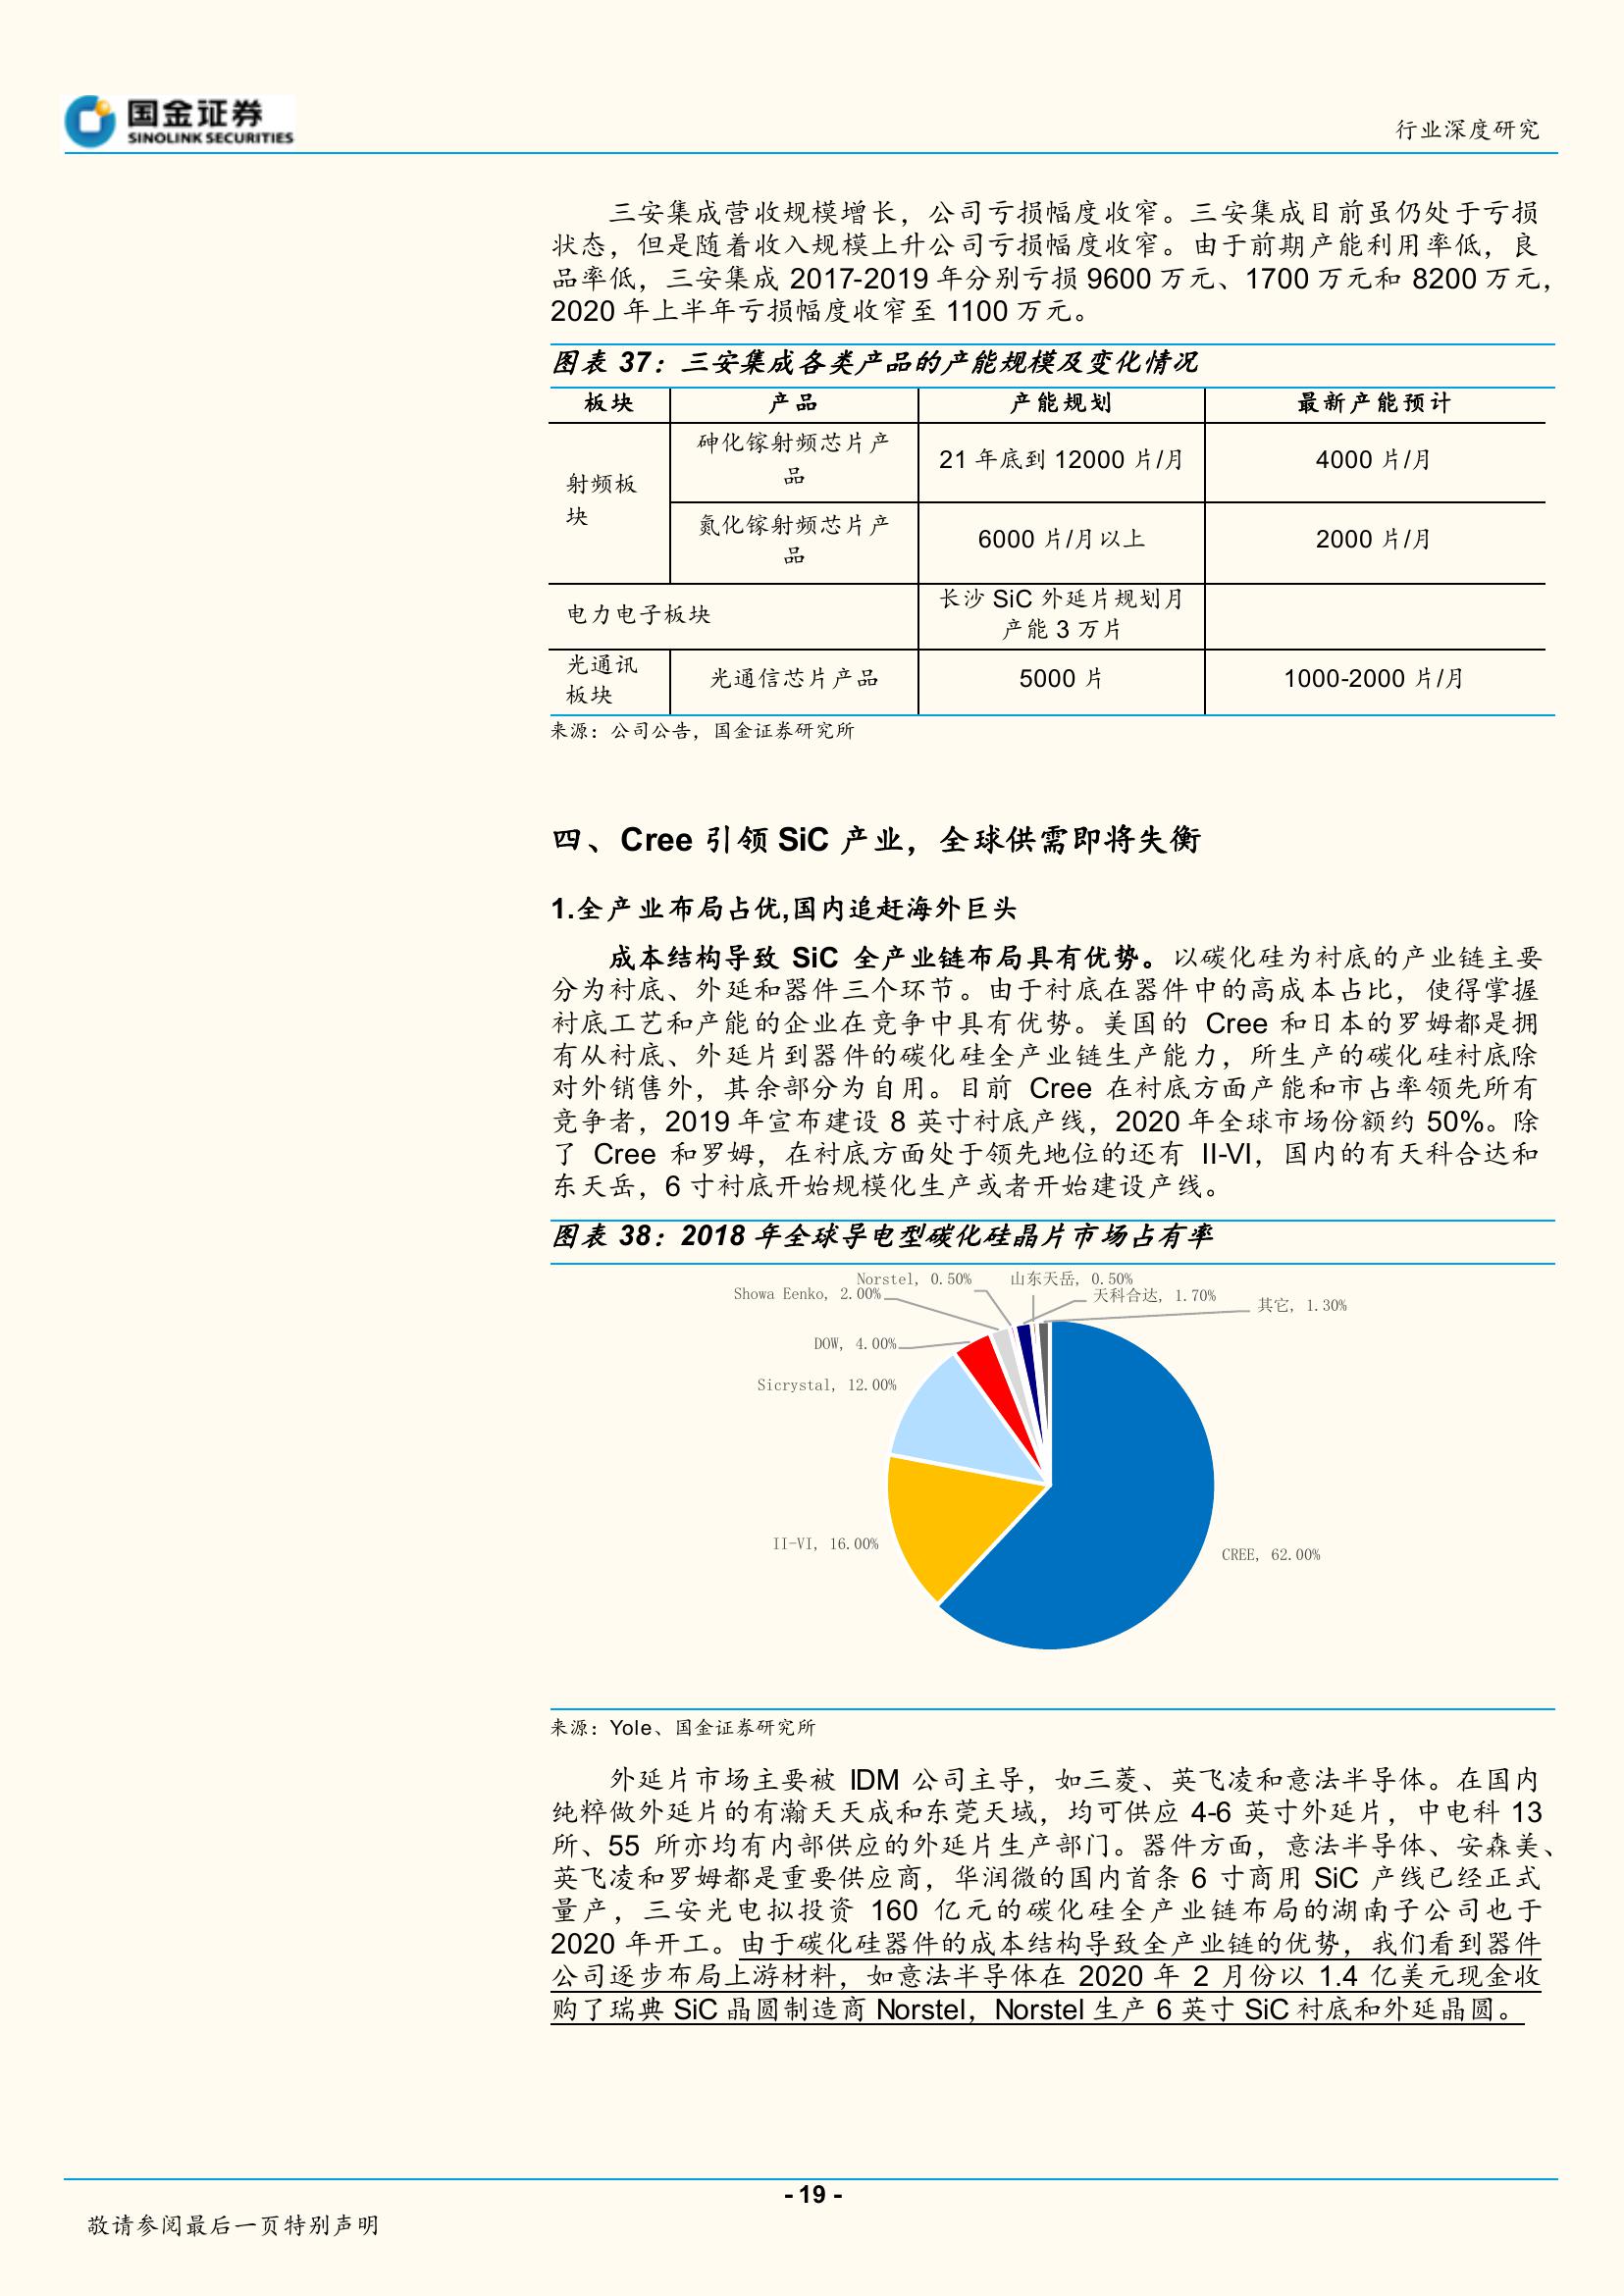 国金证券
SINOLINK SECURITIES
行业深度研究
三安集成营收规模增长，公司亏损幅度收窄。三安集成目前虽仍处于亏损
状态，但是随着收入规模上升公司亏损幅度收窄。由于前期产能利用率低，良
品率低，三安集成 2017-2019 年分别亏损 9600 万元、1700 万元和 8200 万元，
2020 年上半年亏损幅度收窄至 1100 万元。
图表 37：三安集成各类产品的产能规模及变化情况
板块 产品 产能规划 最新产能预计
射频板
块
砷化镓射频芯片产
品
21 年底到 12000 片/月 4000 片/月
氮化镓射频芯片产
品
6000 片/月以上 2000 片/月
电力电子板块
长沙 SiC 外延片规划月
产能 3 万片
光通讯
板块
光通信芯片产品 5000 片 1000-2000 片/月
来源：公司公告，国金证券研究所
四、Cree 引领 SiC 产业，全球供需即将失衡
1.全产业布局占优,国内追赶海外巨头
成本结构导致 SiC 全产业链布局具有优势。以碳化硅为衬底的产业链主要
分为衬底、外延和器件三个环节。由于衬底在器件中的高成本占比，使得掌握
衬底工艺和产能的企业在竞争中具有优势。美国的 Cree 和日本的罗姆都是拥
有从衬底、外延片到器件的碳化硅全产业链生产能力，所生产的碳化硅衬底除
对外销售外，其余部分为自用。目前 Cree 在衬底方面产能和市占率领先所有
竞争者，2019 年宣布建设 8 英寸衬底产线，2020 年全球市场份额约 50%。除
了 Cree 和罗姆，在衬底方面处于领先地位的还有 II-VI，国内的有天科合达和
东天岳，6 寸衬底开始规模化生产或者开始建设产线。
图表 38：2018 年全球导电型碳化硅晶片市场占有率
Norstel, 0.50%
山东天岳, 0.50%
Showa Eenko, 2.00%
天科合达, 1.70%
其它, 1.30%
DOW, 4.00%
Sicrystal, 12.00%
II-VI, 16.00%
CREE, 62.00%
来源：Yole、国金证券研究所
外延片市场主要被 IDM 公司主导，如三菱、英飞凌和意法半导体。在国内
纯粹做外延片的有瀚天天成和东莞天域，均可供应 4-6 英寸外延片，中电科 13
所、55 所亦均有内部供应的外延片生产部门。器件方面，意法半导体、安森美、
英飞凌和罗姆都是重要供应商，华润微的国内首条 6 寸商用 SiC 产线已经正式
量产，三安光电拟投资 160 亿元的碳化硅全产业链布局的湖南子公司也于
2020 年开工。由于碳化硅器件的成本结构导致全产业链的优势，我们看到器件
公司逐步布局上游材料，如意法半导体在 2020 年 2 月份以 1.4 亿美元现金收
购了瑞典 SiC 晶圆制造商 Norstel，Norstel 生产 6 英寸 SiC 衬底和外延晶圆。
- 19 -
敬请参阅最后一页特别声明